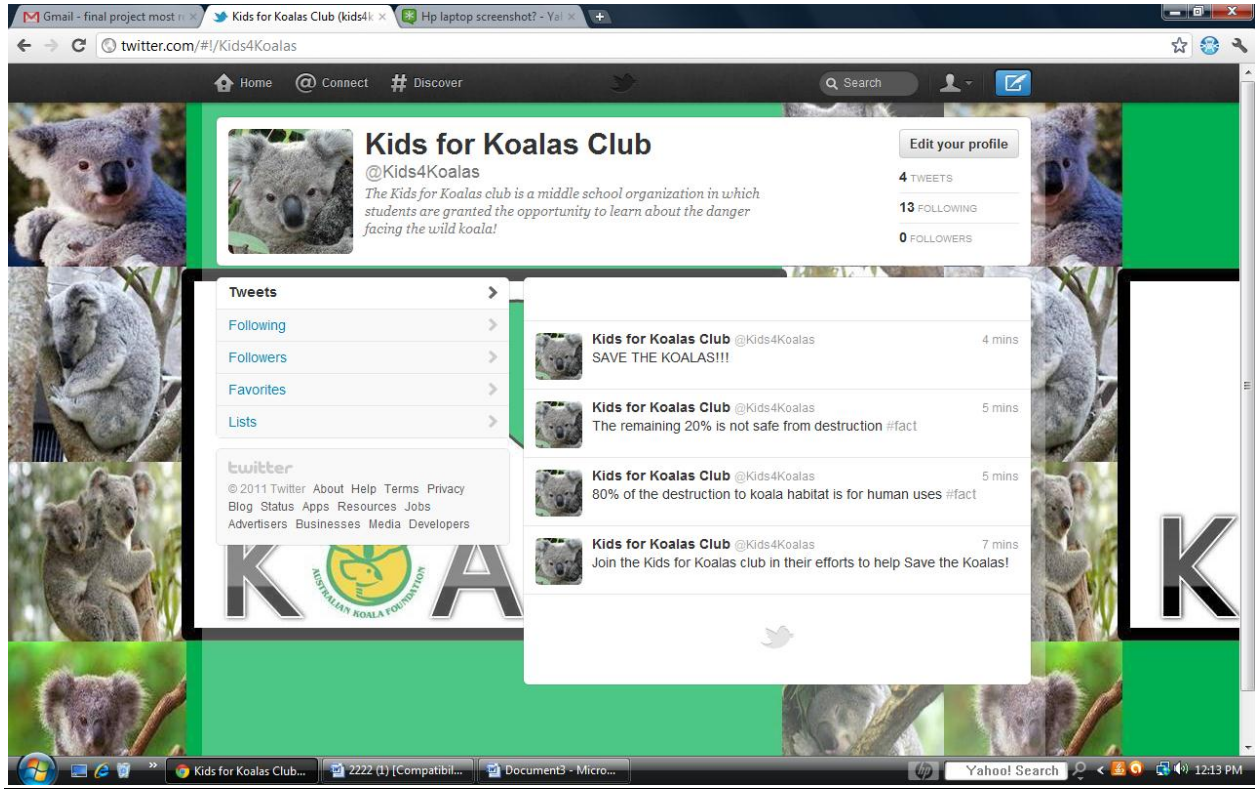 Gmail - final project most re
Kids for Koalas Club (kids4k
Hp laptop screenshot? - Yal
twitter.com/#!/Kids4Koalas
Home @ Connect # Discover Search
Kids for Koalas Club
@Kids4Koalas
The Kids for Koalas club is a middle school organization in which
students are granted the opportunity to learn about the danger
facing the wild koala!
Edit your profile
4 TWEETS
13 FOLLOWING
0 FOLLOWERS
Tweets
Following
Followers
Favorites
Lists
twitter
© 2011 Twitter About Help Terms Privacy
Blog Status Apps Resources Jobs
Advertisers Businesses Media Developers
Kids for Koalas Club @Kids4Koalas 4 mins
SAVE THE KOALAS!!!
Kids for Koalas Club @Kids4Koalas 5 mins
The remaining 20% is not safe from destruction #fact
Kids for Koalas Club @Kids4Koalas 5 mins
80% of the destruction to koala habitat is for human uses #fact
Kids for Koalas Club @Kids4Koalas 7 mins
Join the Kids for Koalas club in their efforts to help Save the Koalas!
K A K
AUSTRALIAN KOALA FOUNDATION
Kids for Koalas Club... 2222 (1) [Compatibil... Document3 - Micro... hp Yahoo! Search 12:13 PM